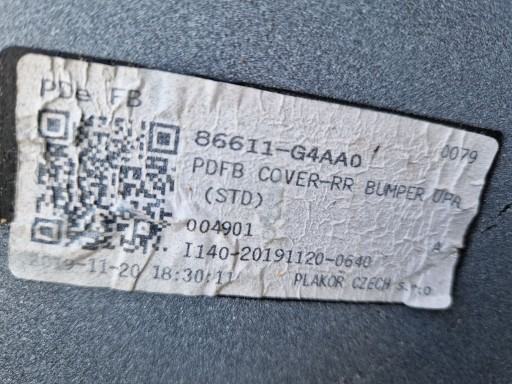 PDe FB
86611-G4AA0 0079
PDFB COVER-RR BUMPER UPR
(STD)
004901 A
I140-20191120-0640
2019-11-20 18:30:11 PLAKOR CZECH s.r.o